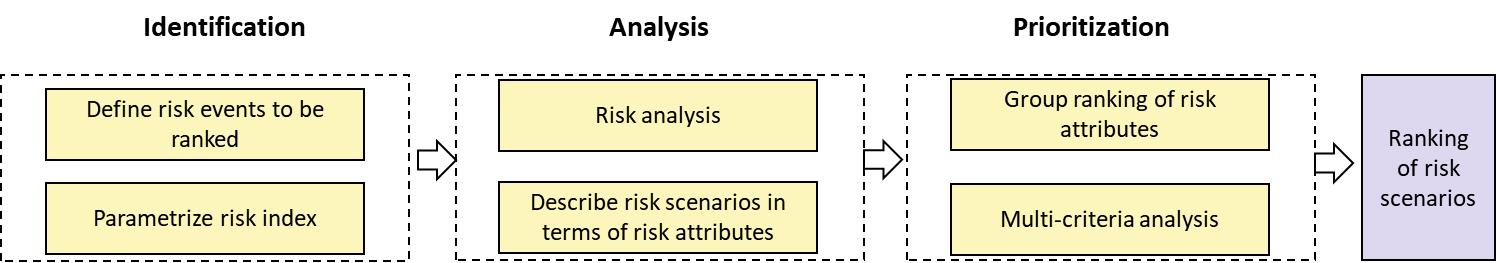 Identification
Analysis
Prioritization
Define risk events to be
ranked
Parametrize risk index
Risk analysis
Describe risk scenarios in
terms of risk attributes
Group ranking of risk
attributes
Multi-criteria analysis
Ranking
of risk
scenarios